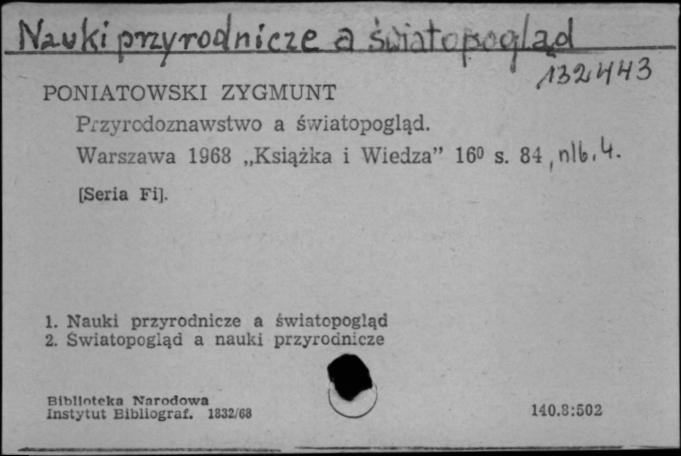 Nauki przyrodnicze a światopogląd
132443
PONIATOWSKI ZYGMUNT
Przyrodoznawstwo a światopogląd.
Warszawa 1968 „Książka i Wiedza” 16⁰ s. 84, nlb. 4.
[Seria Fi].
1. Nauki przyrodnicze a światopogląd
2. Światopogląd a nauki przyrodnicze
Biblioteka Narodowa
Instytut Bibliograf. 1832/68
140.8:502